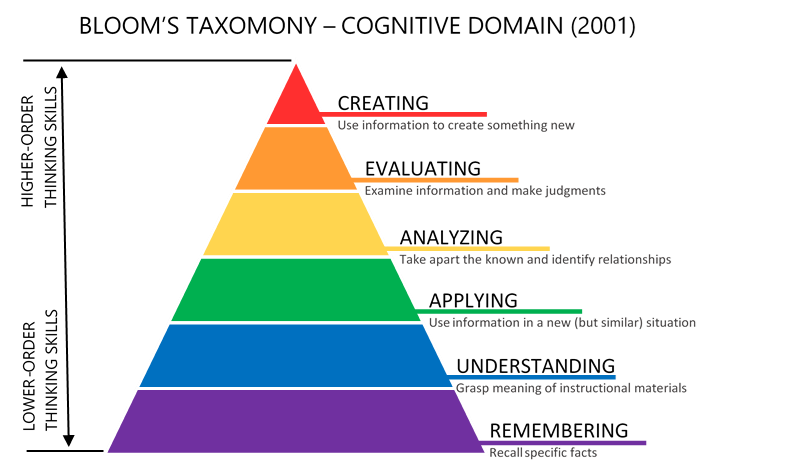 BLOOM'S TAXOMONY – COGNITIVE DOMAIN (2001)
HIGHER-ORDER
THINKING SKILLS
CREATING
Use information to create something new
EVALUATING
Examine information and make judgments
ANALYZING
Take apart the known and identify relationships
APPLYING
Use information in a new (but similar) situation
LOWER-ORDER
THINKING SKILLS
UNDERSTANDING
Grasp meaning of instructional materials
REMEMBERING
Recall specific facts